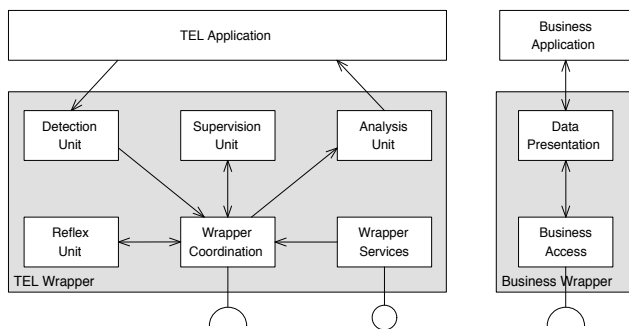 TEL Application
Business
Application
Detection
Unit
Supervision
Unit
Analysis
Unit
Data
Presentation
Reflex
Unit
Wrapper
Coordination
Wrapper
Services
Business
Access
TEL Wrapper
Business Wrapper